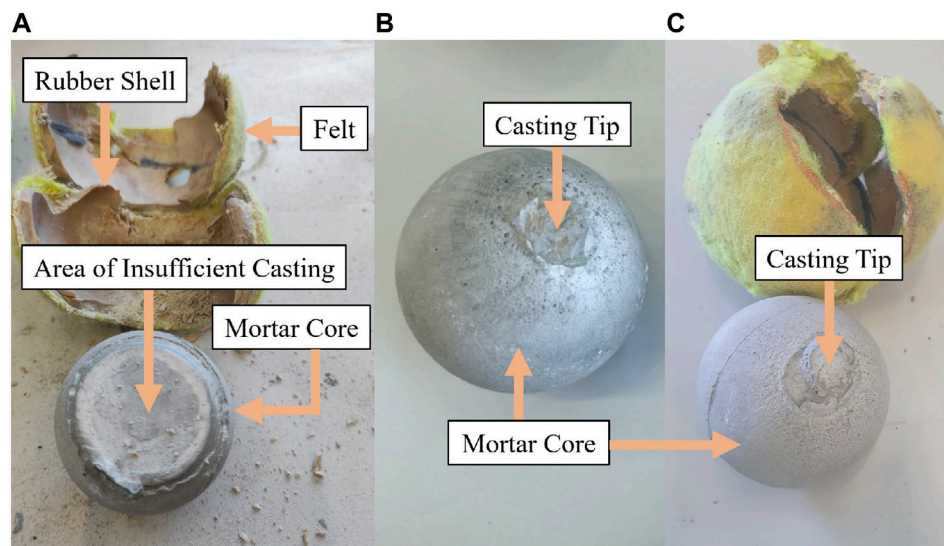 A
B
C
Rubber Shell
Felt
Area of Insufficient Casting
Mortar Core
Casting Tip
Mortar Core
Casting Tip